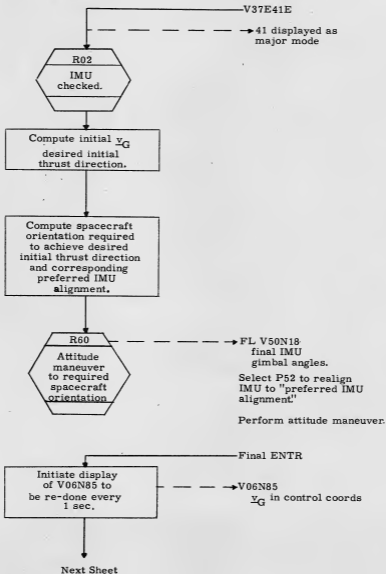 V37E41E
41 displayed as
major mode
R02
IMU
checked.
Compute initial v_G
desired initial
thrust direction.
Compute spacecraft
orientation required
to achieve desired
initial thrust direction
and corresponding
preferred IMU
alignment.
R60
Attitude
maneuver
to required
spacecraft
orientation
FL V50N18
final IMU
gimbal angles.
Select P52 to realign
IMU to "preferred IMU
alignment."
Perform attitude maneuver.
Final ENTR
Initiate display
of V06N85 to
be re-done every
1 sec.
V06N85
v_G in control coords
Next Sheet